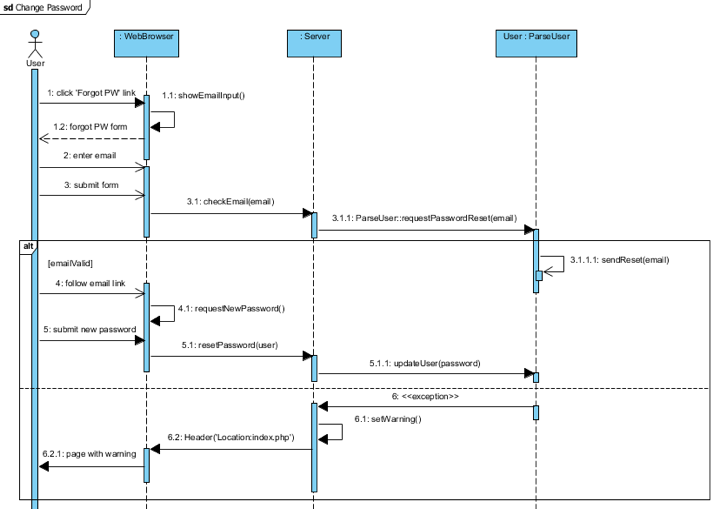 sd Change Password
: WebBrowser
: Server
User : ParseUser
User
1: click 'Forgot PW' link
1.1: showEmailInput()
1.2: forgot PW form
2: enter email
3: submit form
3.1: checkEmail(email)
3.1.1: ParseUser::requestPasswordReset(email)
alt
[emailValid]
3.1.1.1: sendReset(email)
4: follow email link
4.1: requestNewPassword()
5: submit new password
5.1: resetPassword(user)
5.1.1: updateUser(password)
6: <<exception>>
6.1: setWarning()
6.2: Header('Location:index.php')
6.2.1: page with warning